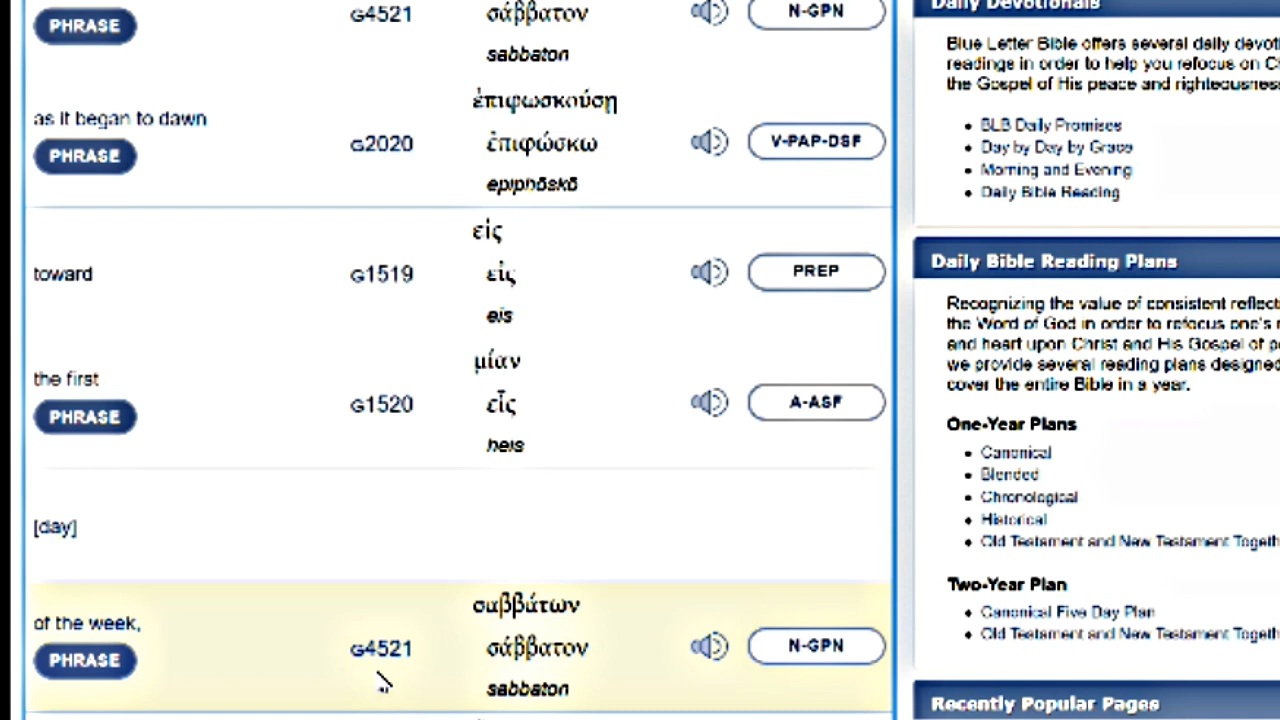 G4521 σάββατον N-GPN
PHRASE
sabbaton
ἐπιφωσκούσῃ
as it began to dawn
PHRASE G2020 ἐπιφώσκω V-PAP-DSF
epiphōskō
εἰς
toward G1519 εἰς PREP
eis
μίαν
the first
PHRASE G1520 εἷς A-ASF
heis
[day]
σαββάτων
of the week,
PHRASE G4521 σάββατον N-GPN
sabbaton
Daily Devotionals
Blue Letter Bible offers several daily
readings in order to help you refocus on
the Gospel of His peace and righteousness
BLB Daily Promises
Day by Day by Grace
Morning and Evening
Daily Bible Reading
Daily Bible Reading Plans
Recognizing the value of consistent
the Word of God in order to refocus one's
and heart upon Christ and His Gospel of
we provide several reading plans designed
cover the entire Bible in a year.
One-Year Plans
Canonical
Blended
Chronological
Historical
Old Testament and New Testament
Two-Year Plan
Canonical Five Day Plan
Old Testament and New Testament
Recently Popular Pages